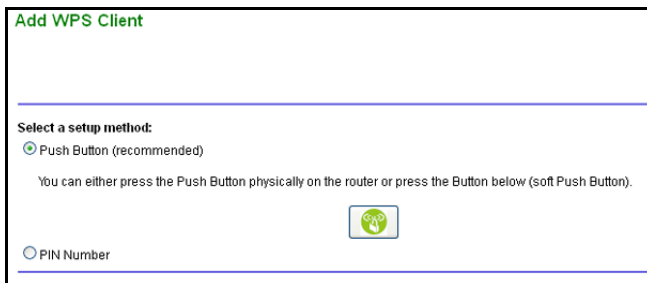 Add WPS Client
Select a setup method:
Push Button (recommended)
You can either press the Push Button physically on the router or press the Button below (soft Push Button).
PIN Number